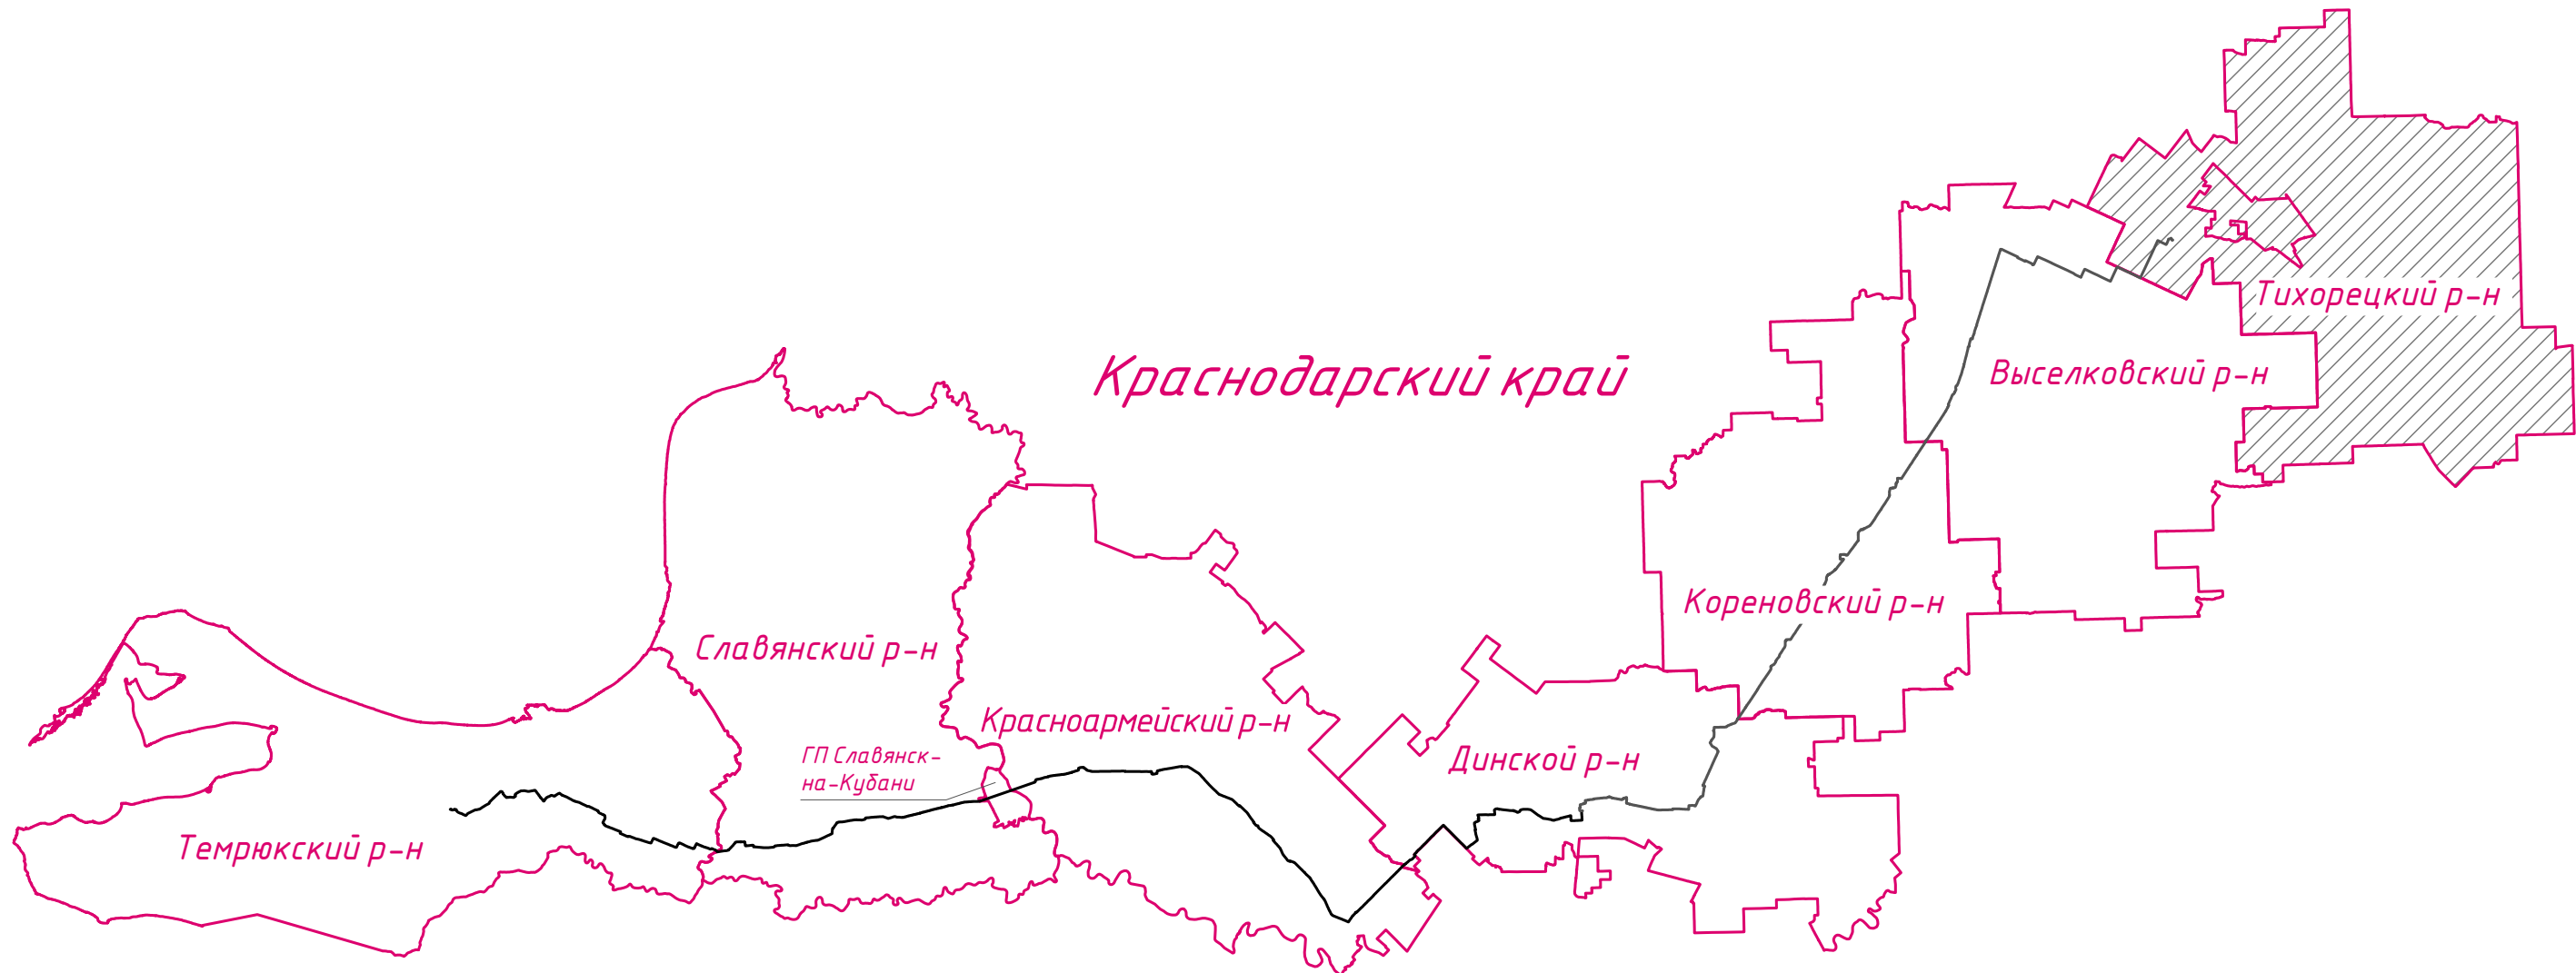 Тихорецкий р-н
Краснодарский край
Выселковский р-н
Кореновский р-н
Славянский р-н
Красноармейский р-н
ГП Славянск-
на-Кубани
Динской р-н
Темрюкский р-н